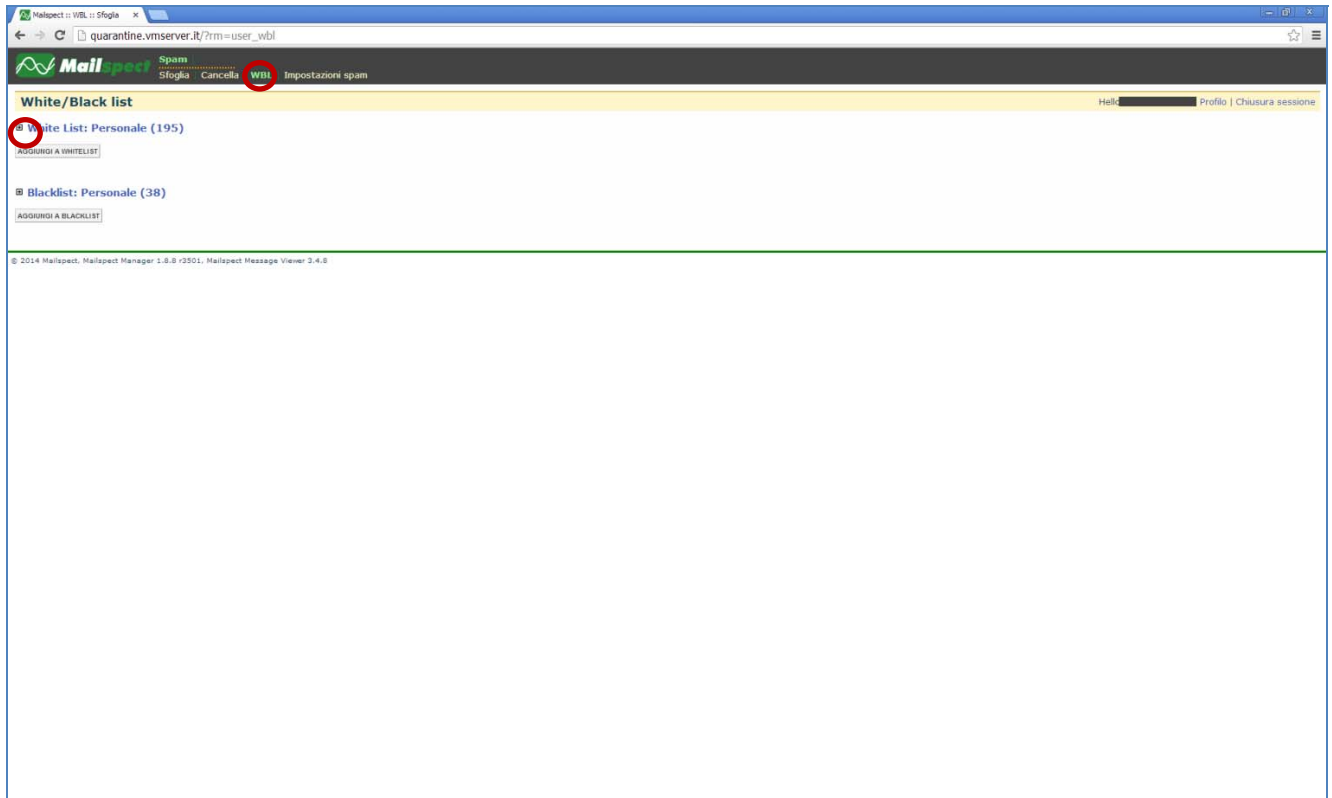 Mailspect :: WBL :: Sfoglia
quarantine.vmserver.it/?rm=user_wbl
Mailspect
Spam
Sfoglia Cancella WBL Impostazioni spam
White/Black list
Hello Profilo | Chiusura sessione
White List: Personale (195)
AGGIUNGI A WHITELIST
Blacklist: Personale (38)
AGGIUNGI A BLACKLIST
© 2014 Mailspect, Mailspect Manager 1.8.8 r3501, Mailspect Message Viewer 3.4.8